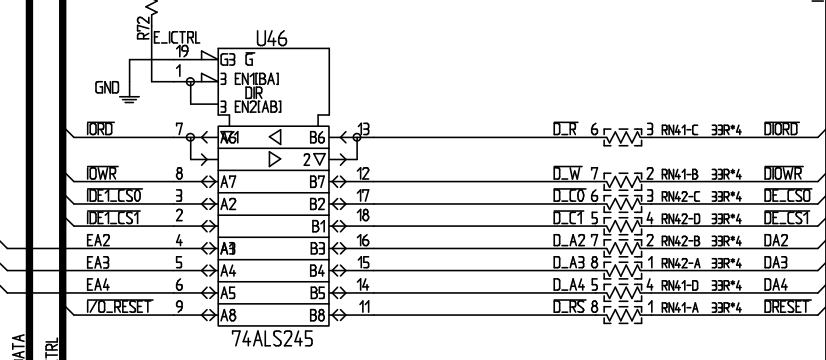 R72
E_ICTRL
U46
19 G3 G
1 3 EN1[BA]
GND DIR
3 EN2[AB]
IORD 7 B6 13 D_R 6 3 RN41-C 33R*4 DIORD
2
IOWR 8 A7 B7 12 D_W 7 2 RN41-B 33R*4 DIOWR
IDE1_CS0 3 A2 B2 17 D_C0 6 3 RN42-C 33R*4 DE_CS0
IDE1_CS1 2 B1 18 D_C1 5 4 RN42-D 33R*4 DE_CS1
EA2 4 B3 16 D_A2 7 2 RN42-B 33R*4 DA2
EA3 5 A4 B4 15 D_A3 8 1 RN42-A 33R*4 DA3
EA4 6 A5 B5 14 D_A4 5 4 RN41-D 33R*4 DA4
I/O_RESET 9 A8 B8 11 D_RS 8 1 RN41-A 33R*4 DRESET
74ALS245
DATA
TRL